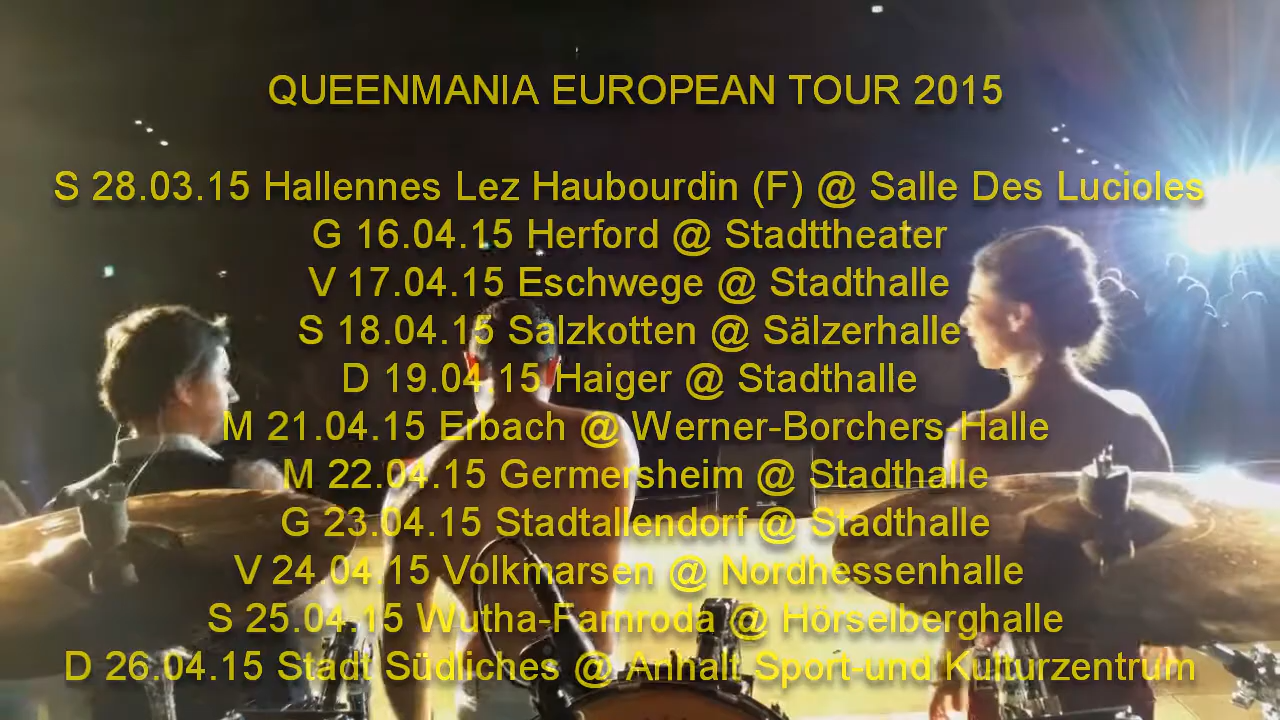 QUEENMANIA EUROPEAN TOUR 2015
S 28.03.15 Hallennes Lez Haubourdin (F) @ Salle Des Lucioles
G 16.04.15 Herford @ Stadttheater
V 17.04.15 Eschwege @ Stadthalle
S 18.04.15 Salzkotten @ Sälzerhalle
D 19.04.15 Haiger @ Stadthalle
M 21.04.15 Erbach @ Werner-Borchers-Halle
M 22.04.15 Germersheim @ Stadthalle
G 23.04.15 Stadtallendorf @ Stadthalle
V 24.04.15 Volkmarsen @ Nordhessenhalle
S 25.04.15 Wutha-Farnroda @ Hörselberghalle
D 26.04.15 Stadt Südliches @ Anhalt Sport-und Kulturzentrum